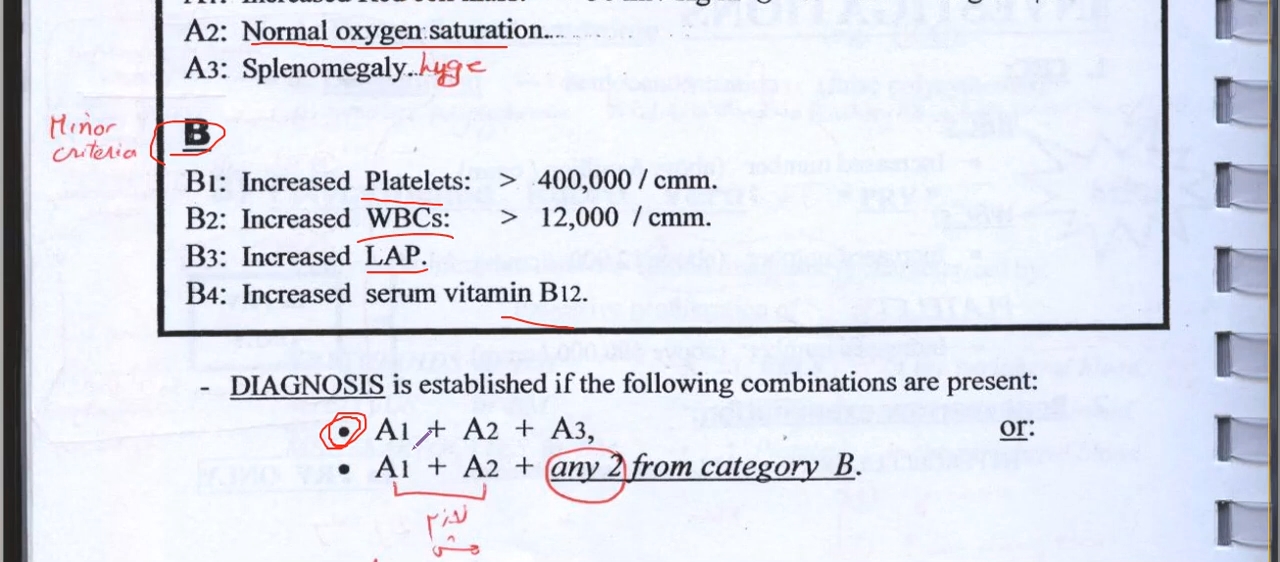 A2: Normal oxygen saturation..
A3: Splenomegaly.. huge
Minor
criteria
B
B1: Increased Platelets: > 400,000 / cmm.
B2: Increased WBCs: > 12,000 / cmm.
B3: Increased LAP.
B4: Increased serum vitamin B12.
- DIAGNOSIS is established if the following combinations are present:
• A1 + A2 + A3, or:
• A1 + A2 + any 2 from category B.
لازم